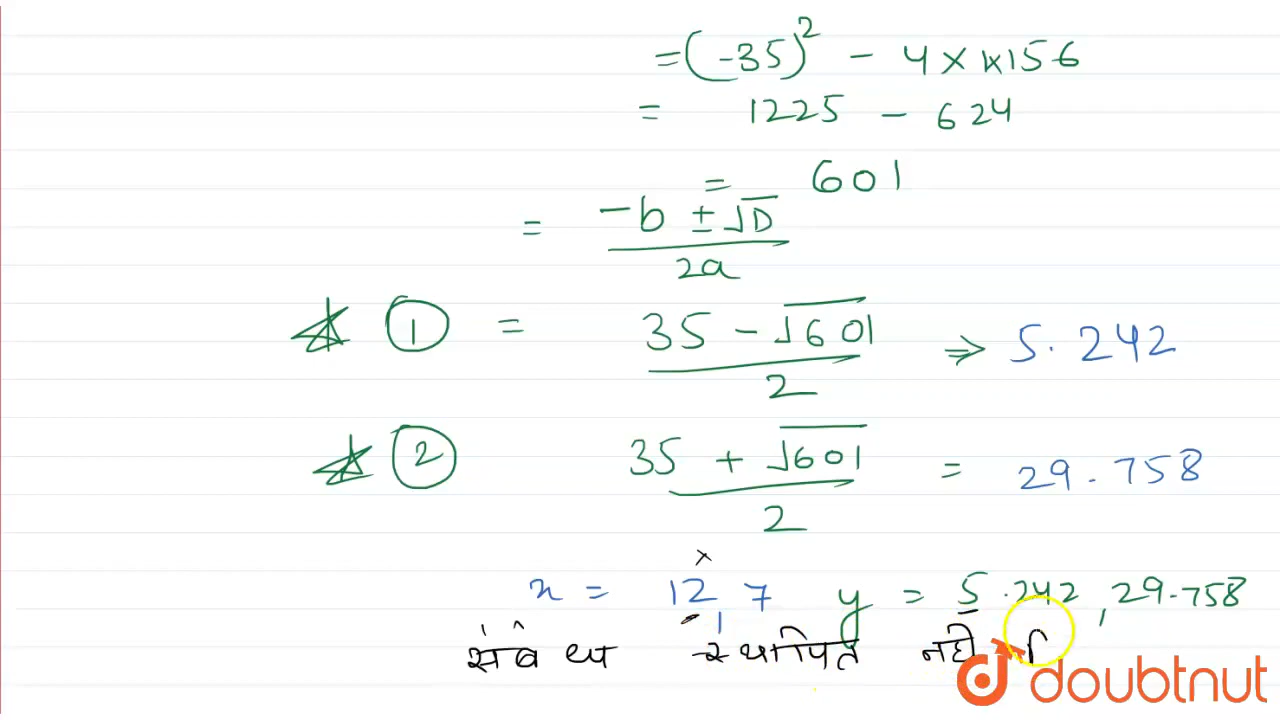 = (-35)² - 4 × 1×156
= 1225 - 624
= 601
= -b ± √D / 2a
① = 35 - √601 / 2 ⇒ 5.242
② 35 + √601 / 2 = 29.758
x = 12, 7 y = 5.242, 29.758
संबंध स्थापित नहीं
doubtnut